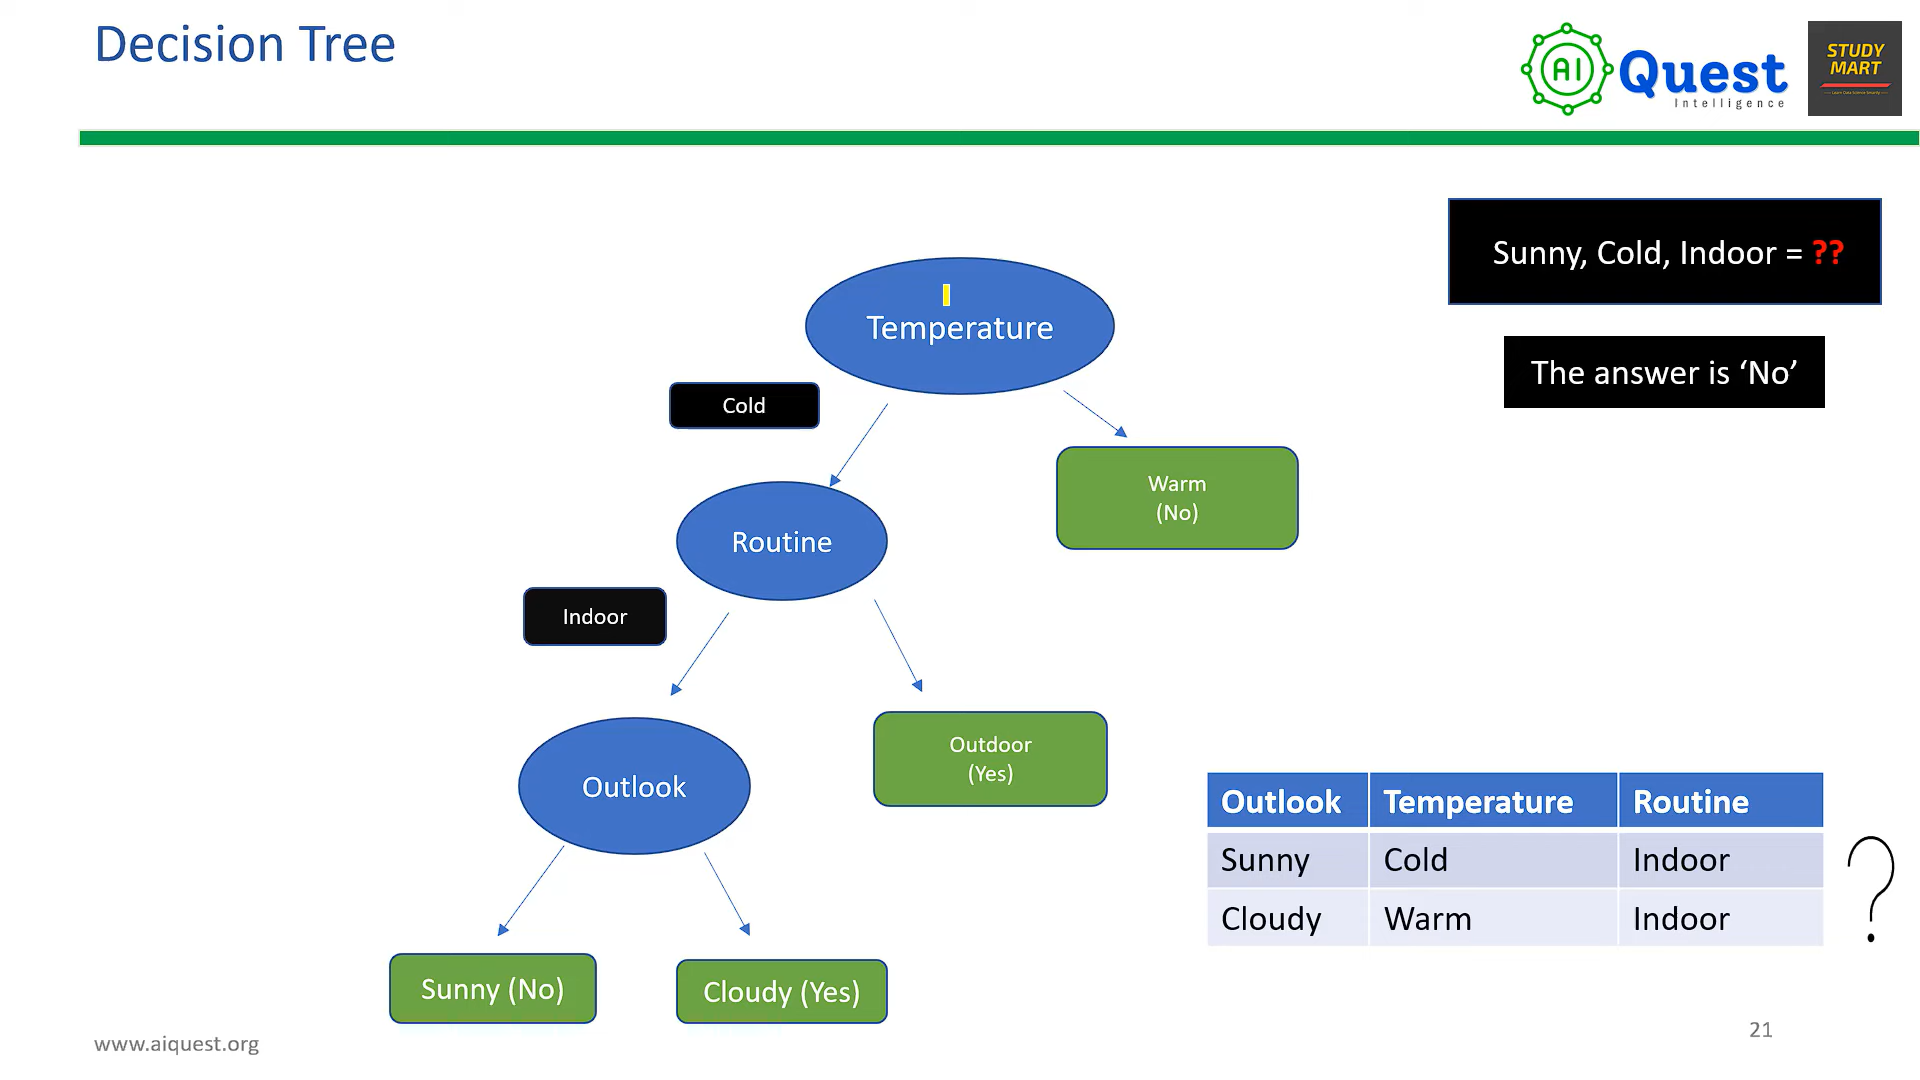 Decision Tree
AI
Quest
Intelligence
STUDY
MART
Sunny, Cold, Indoor = ??
The answer is ‘No’
Temperature
Cold
Warm
(No)
Routine
Indoor
Outdoor
(Yes)
Outlook
Sunny (No)
Cloudy (Yes)
Outlook Temperature Routine
Sunny Cold Indoor
Cloudy Warm Indoor
?
www.aiquest.org
21